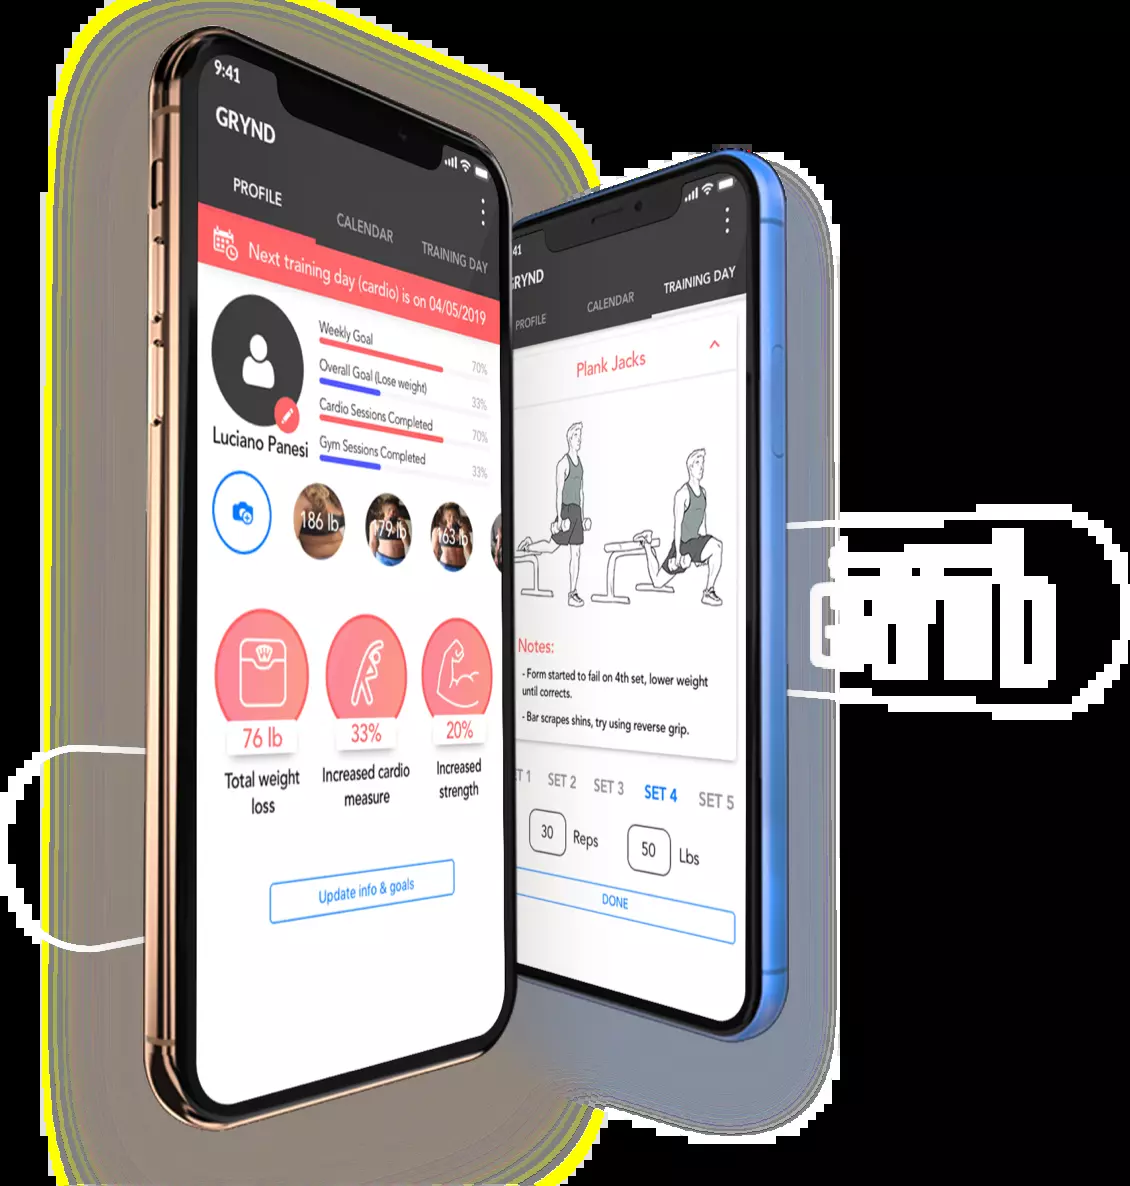 9:41
GRYND
PROFILE
CALENDAR
TRAINING DAY
Next training day (cardio) is on 04/05/2019
Weekly Goal
70%
Overall Goal (Lose weight)
33%
Cardio Sessions Completed
70%
Gym Sessions Completed
33%
Luciano Panesi
186 lb
179 lb
163 lb
76 lb
33%
20%
Total weight
loss
Increased cardio
measure
Increased
strength
Update info & goals
41
GRYND
PROFILE
CALENDAR
TRAINING DAY
Plank Jacks
Notes:
- Form started to fail on 4th set, lower weight
until corrects.
- Bar scrapes shins, try using reverse grip.
T 1
SET 2
SET 3
SET 4
SET 5
30
Reps
50
Lbs
DONE